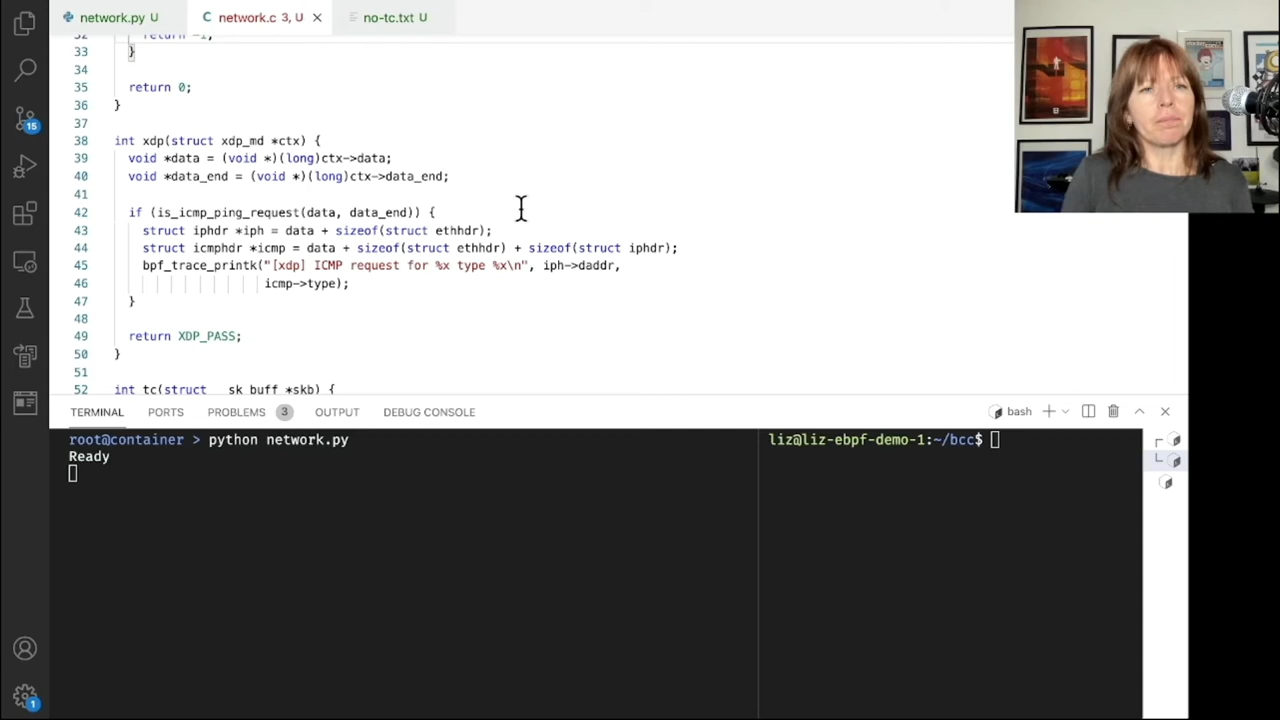 network.py U
C network.c 3, U
no-tc.txt U
32 return -1;
33 }
34
35 return 0;
36 }
37
38 int xdp(struct xdp_md *ctx) {
39 void *data = (void *)(long)ctx->data;
40 void *data_end = (void *)(long)ctx->data_end;
41
42 if (is_icmp_ping_request(data, data_end)) {
43 struct iphdr *iph = data + sizeof(struct ethhdr);
44 struct icmphdr *icmp = data + sizeof(struct ethhdr) + sizeof(struct iphdr);
45 bpf_trace_printk("[xdp] ICMP request for %x type %x\n", iph->daddr,
46 icmp->type);
47 }
48
49 return XDP_PASS;
50 }
51
52 int tc(struct __sk_buff *skb) {
15
TERMINAL PORTS PROBLEMS 3 OUTPUT DEBUG CONSOLE bash
root@container > python network.py
Ready
liz@liz-ebpf-demo-1:~/bcc$
1